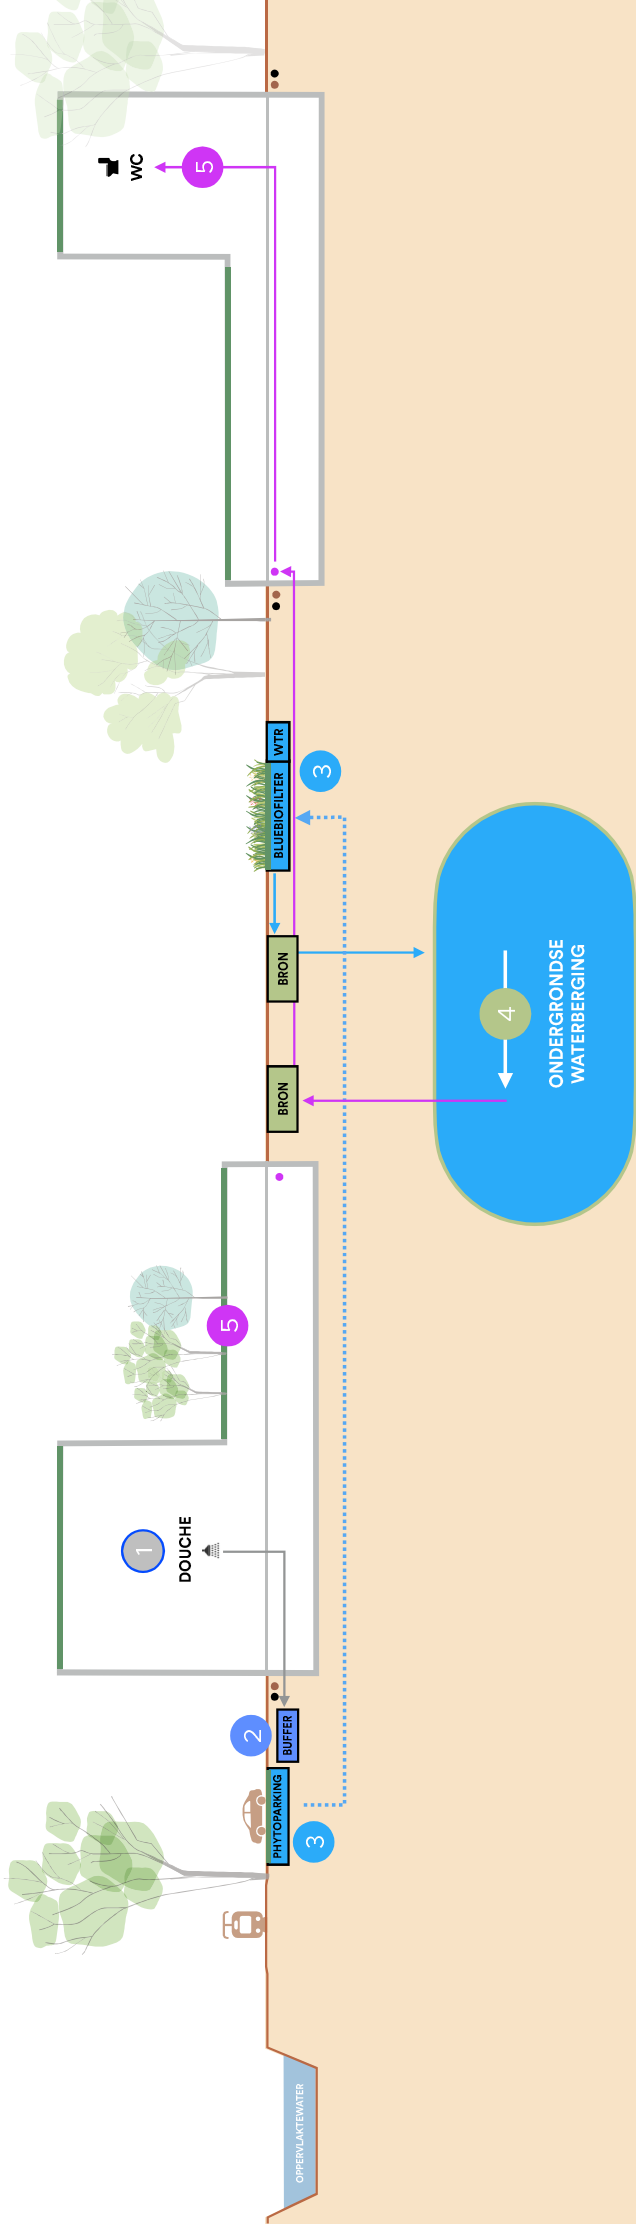 OPPERVLAKTEWATER
PHYTOPARKING
3
2
BUFFER
1
DOUCHE
5
BRON
BRON
4
ONDERGRONDSE
WATERBERGING
BLUEBIOFILTER
WTR
3
5
WC